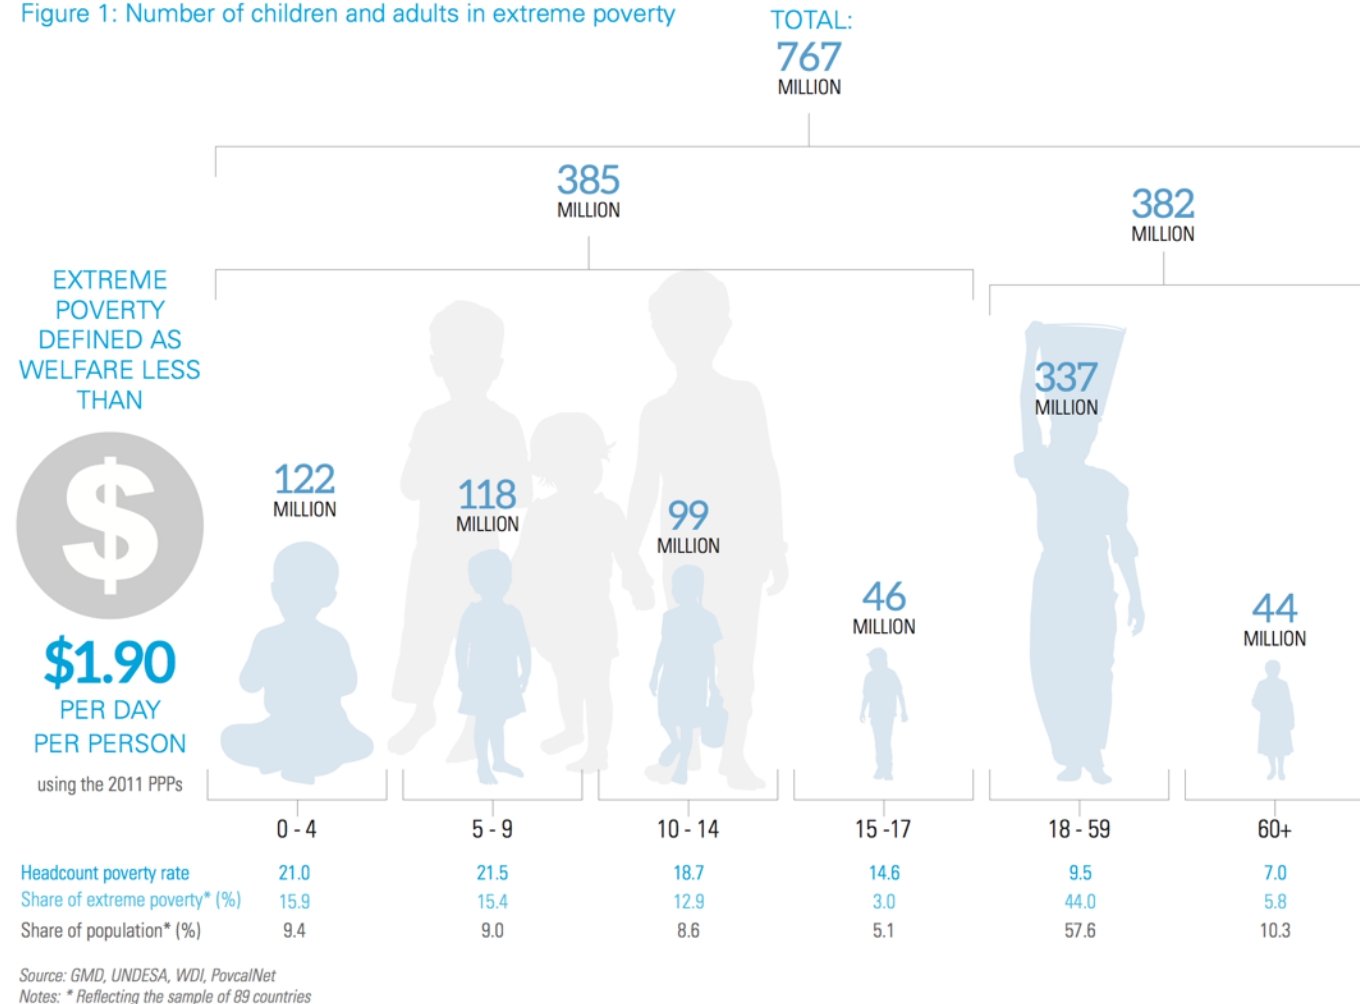 Figure 1: Number of children and adults in extreme poverty
TOTAL:
767
MILLION
385
MILLION
382
MILLION
EXTREME
POVERTY
DEFINED AS
WELFARE LESS
THAN
$
$1.90
PER DAY
PER PERSON
using the 2011 PPPs
122
MILLION
118
MILLION
99
MILLION
46
MILLION
337
MILLION
44
MILLION
0 - 4 5 - 9 10 - 14 15 -17 18 - 59 60+
Headcount poverty rate 21.0 21.5 18.7 14.6 9.5 7.0
Share of extreme poverty* (%) 15.9 15.4 12.9 3.0 44.0 5.8
Share of population* (%) 9.4 9.0 8.6 5.1 57.6 10.3
Source: GMD, UNDESA, WDI, PovcalNet
Notes: * Reflecting the sample of 89 countries